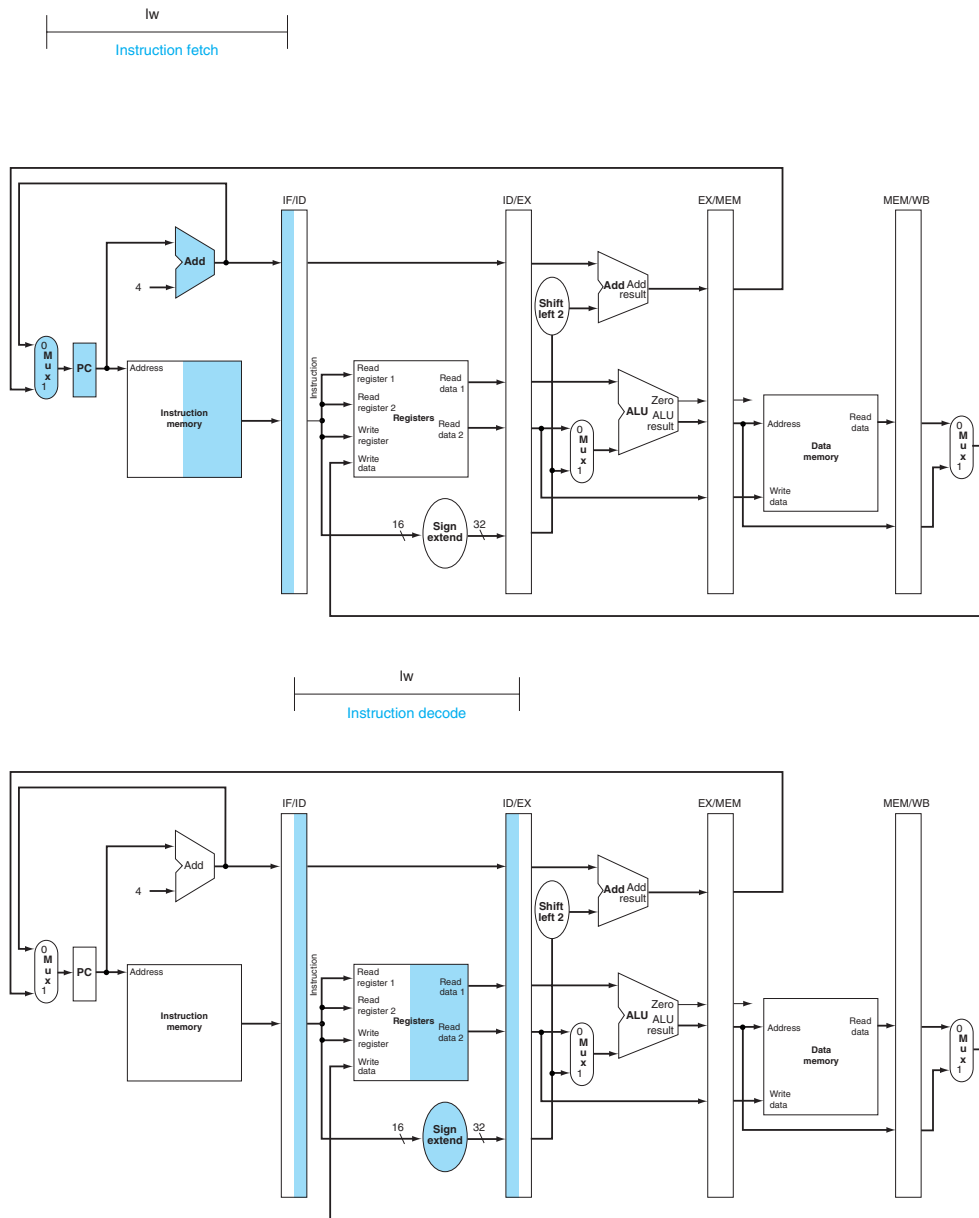 lw
Instruction fetch
IF/ID
ID/EX
EX/MEM
MEM/WB
Add
4
Shift
left 2
Add
Add
result
0
M
u
x
1
PC
Address
Instruction
memory
Instruction
Read
register 1
Read
register 2
Write
register
Write
data
Registers
Read
data 1
Read
data 2
0
M
u
x
1
ALU
Zero
ALU
result
Address
Write
data
Data
memory
Read
data
0
M
u
x
1
16
Sign
extend
32
lw
Instruction decode
IF/ID
ID/EX
EX/MEM
MEM/WB
Add
4
Shift
left 2
Add
Add
result
0
M
u
x
1
PC
Address
Instruction
memory
Instruction
Read
register 1
Read
register 2
Write
register
Write
data
Registers
Read
data 1
Read
data 2
0
M
u
x
1
ALU
Zero
ALU
result
Address
Write
data
Data
memory
Read
data
0
M
u
x
1
16
Sign
extend
32